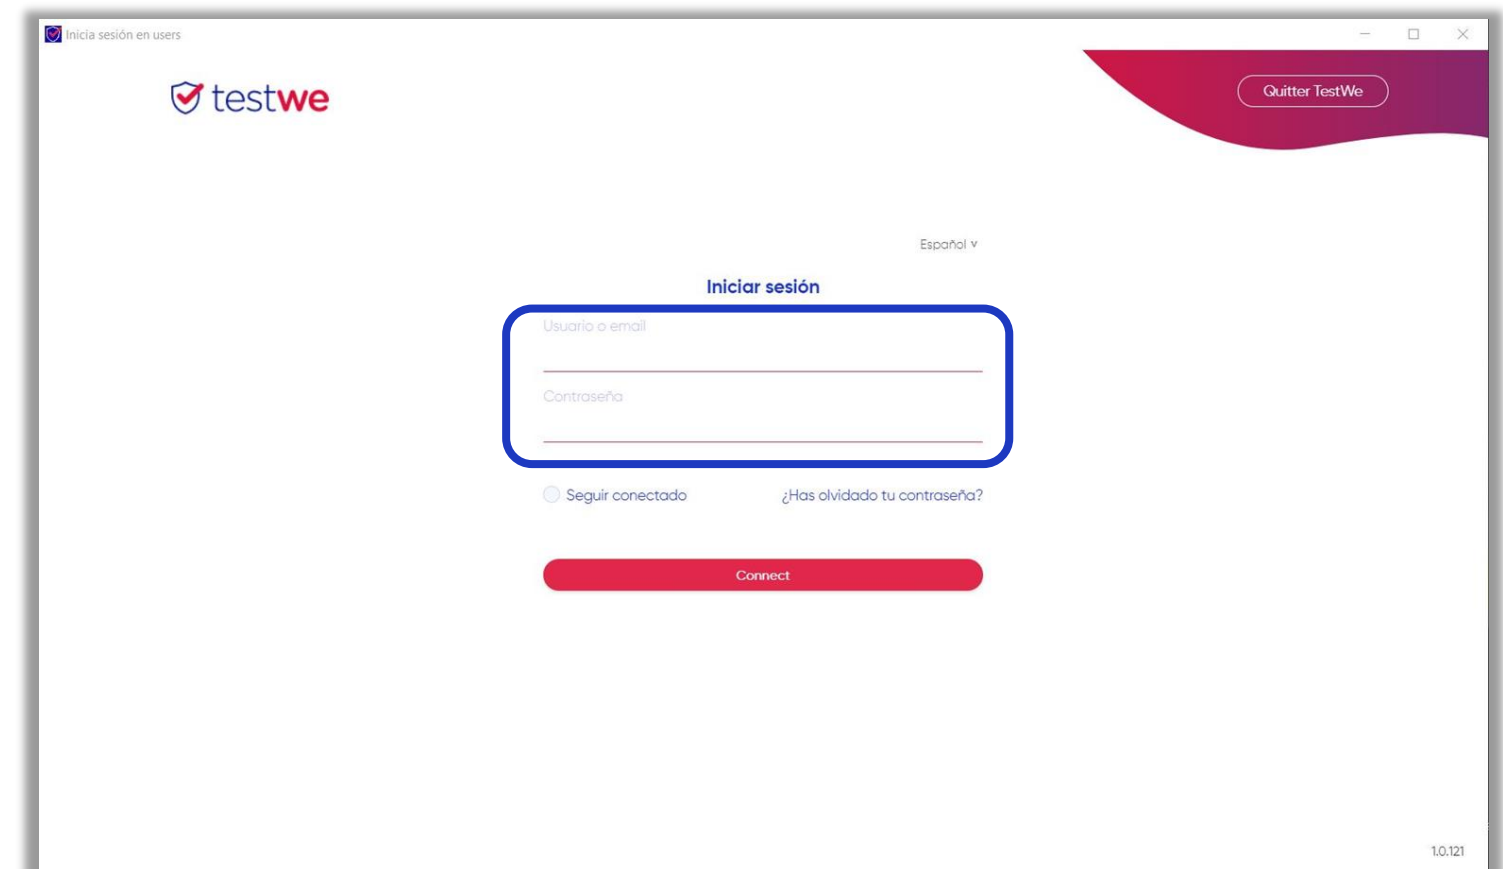 Inicia sesión en users
testwe
Quitter TestWe
Español v
Iniciar sesión
Usuario o email
Contraseña
Seguir conectado ¿Has olvidado tu contraseña?
Connect
1.0.121